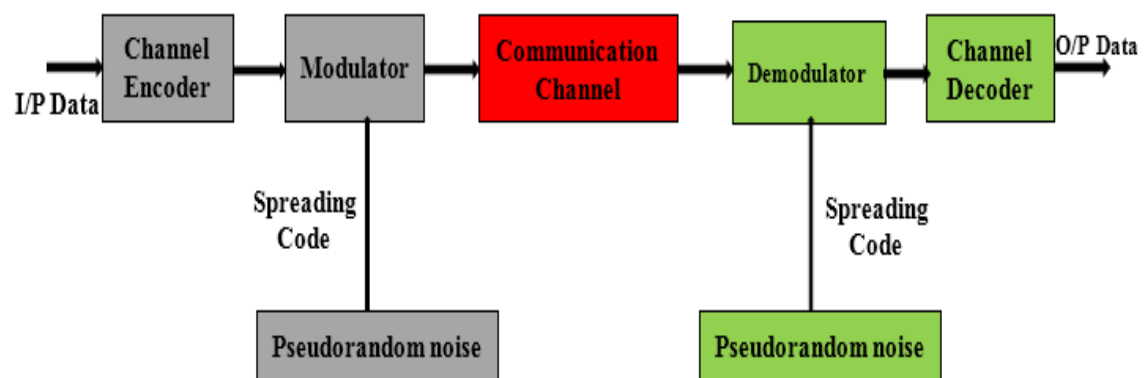 I/P Data
Channel
Encoder
Modulator
Communication
Channel
Demodulator
Channel
Decoder
O/P Data
Spreading
Code
Spreading
Code
Pseudorandom noise
Pseudorandom noise